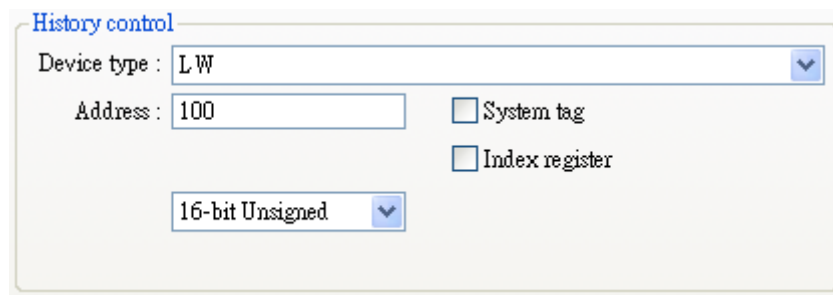 History control
Device type : LW
Address : 100 System tag
Index register
16-bit Unsigned